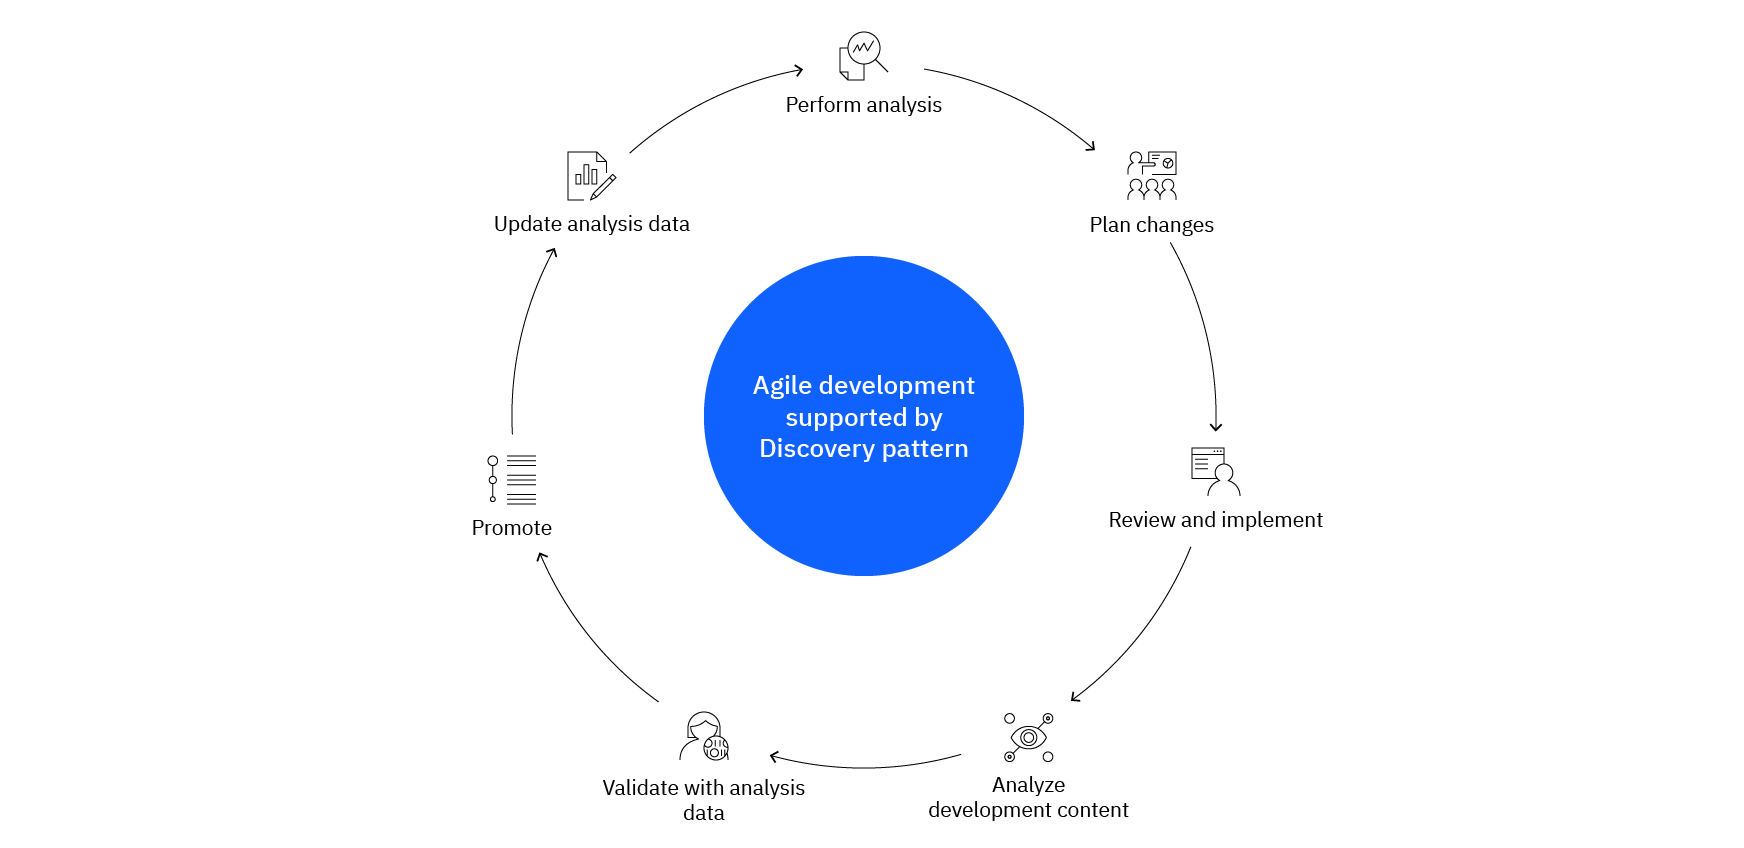 Perform analysis
Plan changes
Review and implement
Analyze
development content
Validate with analysis
data
Promote
Update analysis data
Agile development
supported by
Discovery pattern